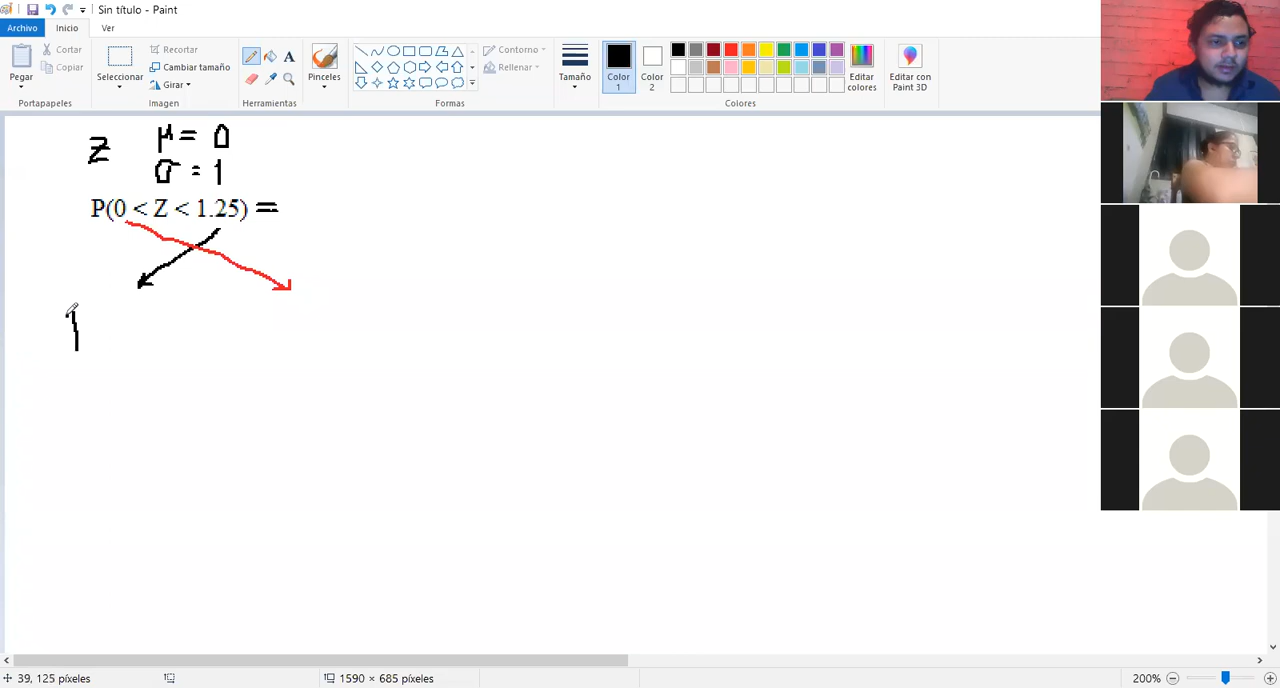 Sin título - Paint
Archivo Inicio Ver
Pegar
Cortar
Copiar
Portapapeles
Seleccionar
Recortar
Cambiar tamaño
Girar
Imagen
A
Herramientas
Pinceles
Contorno
Rellenar
Formas
Tamaño
Color 1
Color 2
Editar colores
Colores
Editar con Paint 3D
Z μ = 0
σ = 1
P(0 < Z < 1.25) =
39, 125 píxeles
1590 × 685 píxeles
200%